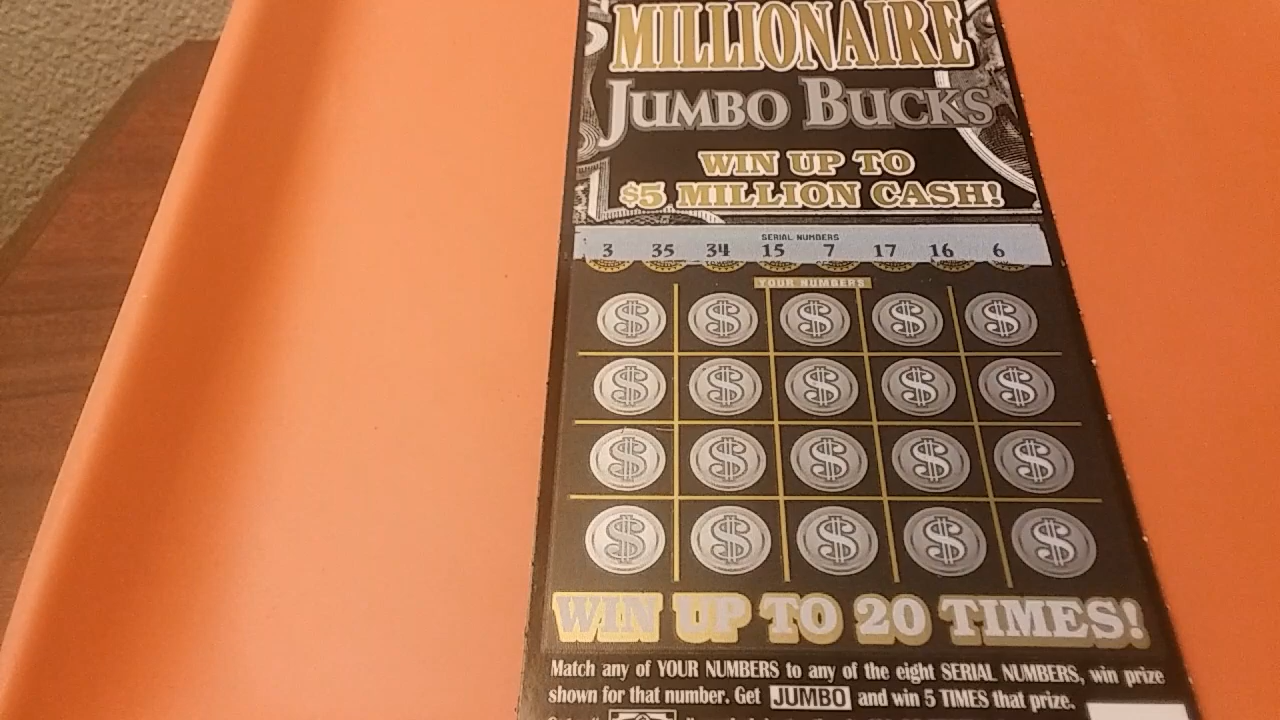 MILLIONAIRE
JUMBO BUCKS
WIN UP TO
$5 MILLION CASH!
SERIAL NUMBERS
3 35 34 15 7 17 16 6
YOUR NUMBERS
$ $ $ $ $
$ $ $ $ $
$ $ $ $ $
$ $ $ $ $
WIN UP TO 20 TIMES!
Match any of YOUR NUMBERS to any of the eight SERIAL NUMBERS, win prize
shown for that number. Get JUMBO and win 5 TIMES that prize.